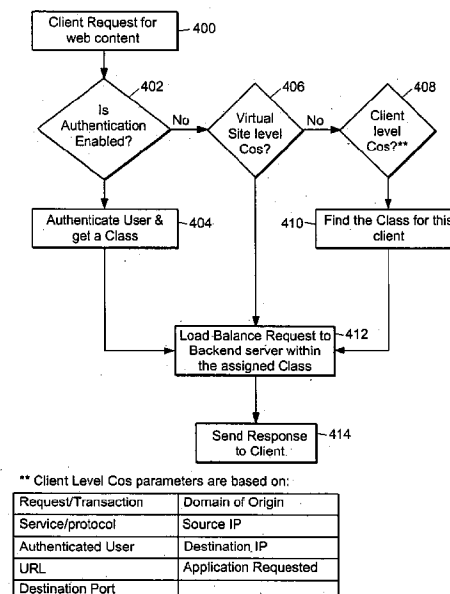 Client Request for
web content
400
402
Is
Authentication
Enabled?
No
406
Virtual
Site level
Cos?
No
408
Client
level
Cos?**
Authenticate User &
get a Class
404
410
Find the Class for this
client
Load Balance Request to
Backend server within
the assigned Class
412
Send Response
to Client
414
** Client Level Cos parameters are based on:
Request/Transaction Domain of Origin
Service/protocol Source IP
Authenticated User Destination IP
URL Application Requested
Destination Port